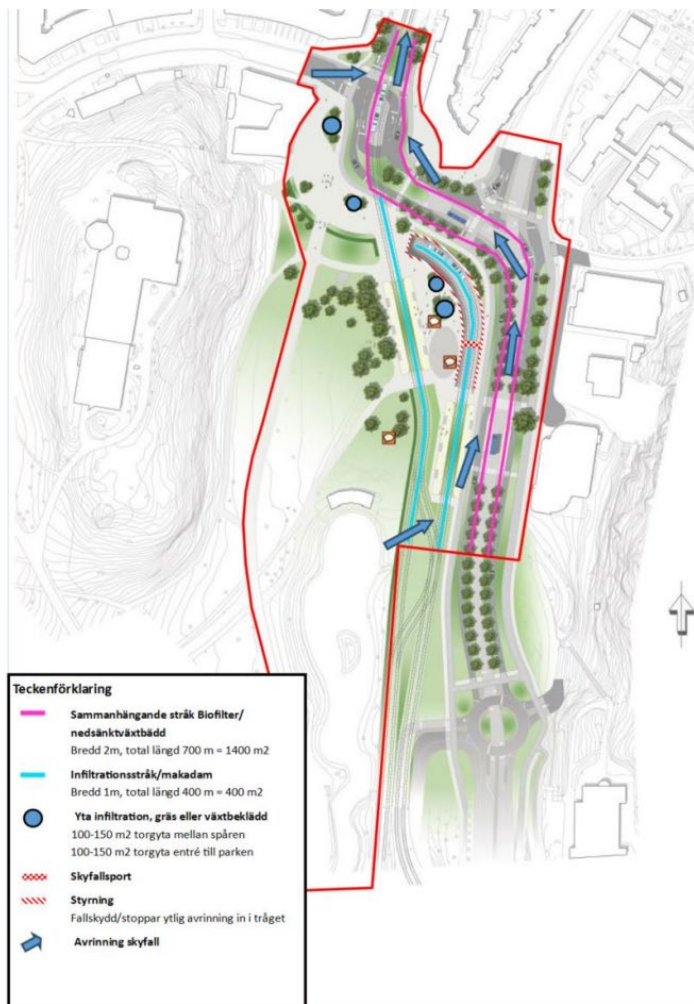 Teckenförklaring
Sammanhängande stråk Biofilter/
nedsänktväxtbädd
Bredd 2m, total längd 700 m = 1400 m2
Infiltrationsstråk/makadam
Bredd 1m, total längd 400 m = 400 m2
Yta infiltration, gräs eller växtbeklädd
100-150 m2 torgyta mellan spåren
100-150 m2 torgyta entré till parken
Skyfallsport
Styrning
Fallskydd/stoppar ytlig avrinning in i tråget
Avrinning skyfall